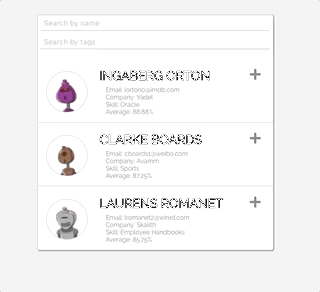 Search by name
Search by tags
INGABERG ORTON
Email: iorton0@imdb.com
Company: Yadel
Skill: Oracle
Average: 88.88%
CLARKE BOARDS
Email: cboards1@weibo.com
Company: Avamm
Skill: Sports
Average: 87.25%
LAURENS ROMANET
Email: lromanet2@wired.com
Company: Skalith
Skill: Employee Handbooks
Average: 85.75%